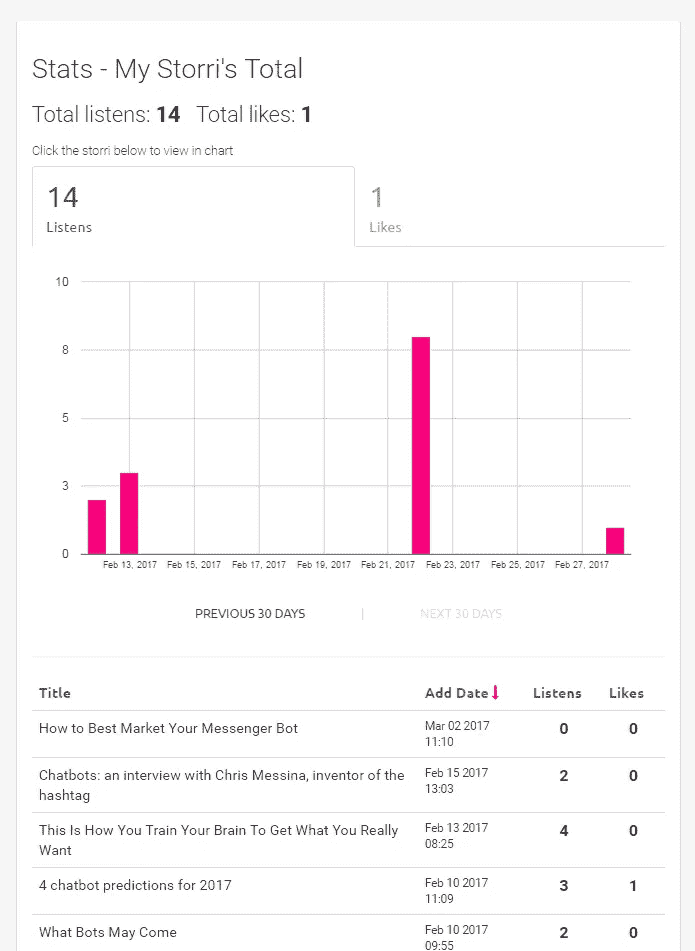 Stats - My Storri's Total
Total listens: 14 Total likes: 1
Click the storri below to view in chart
14
Listens
1
Likes
10
8
5
3
0
Feb 13, 2017 Feb 15, 2017 Feb 17, 2017 Feb 19, 2017 Feb 21, 2017 Feb 23, 2017 Feb 25, 2017 Feb 27, 2017
PREVIOUS 30 DAYS | NEXT 30 DAYS
Title Add Date Listens Likes
How to Best Market Your Messenger Bot Mar 02 2017 0 0
11:10
Chatbots: an interview with Chris Messina, inventor of the Feb 15 2017 2 0
hashtag 13:03
This Is How You Train Your Brain To Get What You Really Feb 13 2017 4 0
Want 08:25
4 chatbot predictions for 2017 Feb 10 2017 3 1
11:09
What Bots May Come Feb 10 2017 2 0
09:55